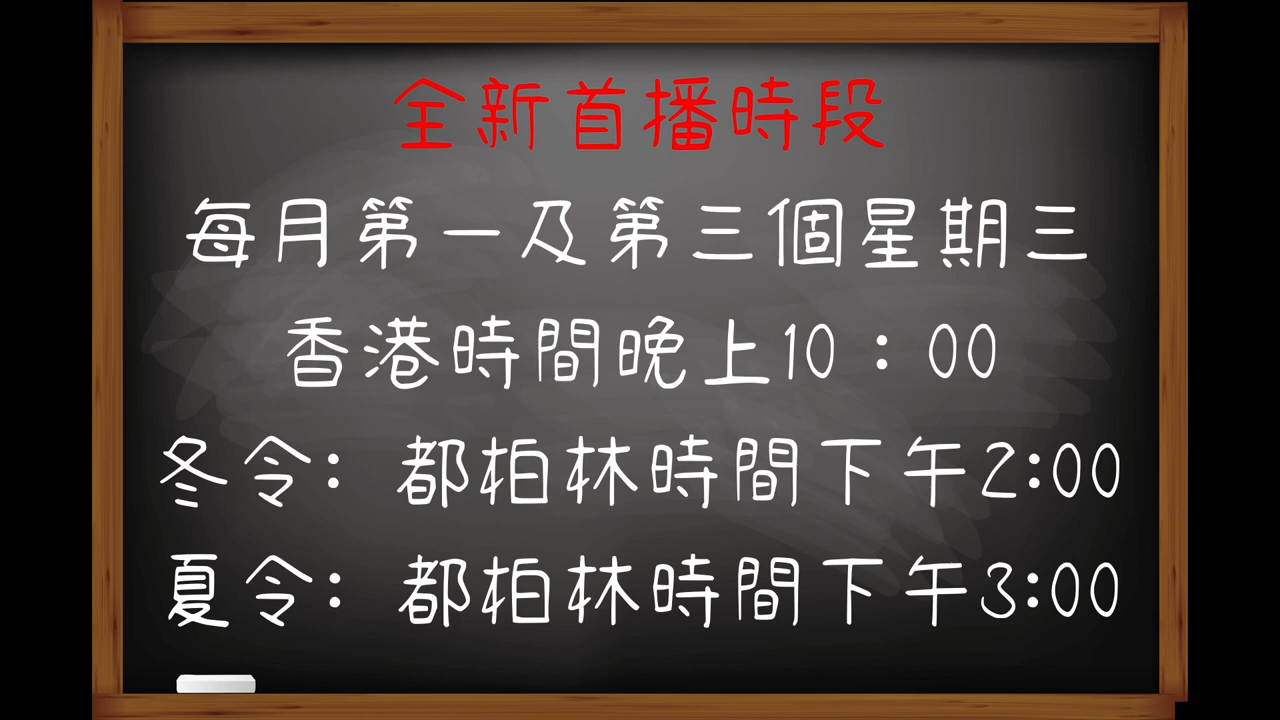 全新首播時段
每月第一及第三個星期三
香港時間晚上10：00
冬令：都柏林時間下午2:00
夏令：都柏林時間下午3:00